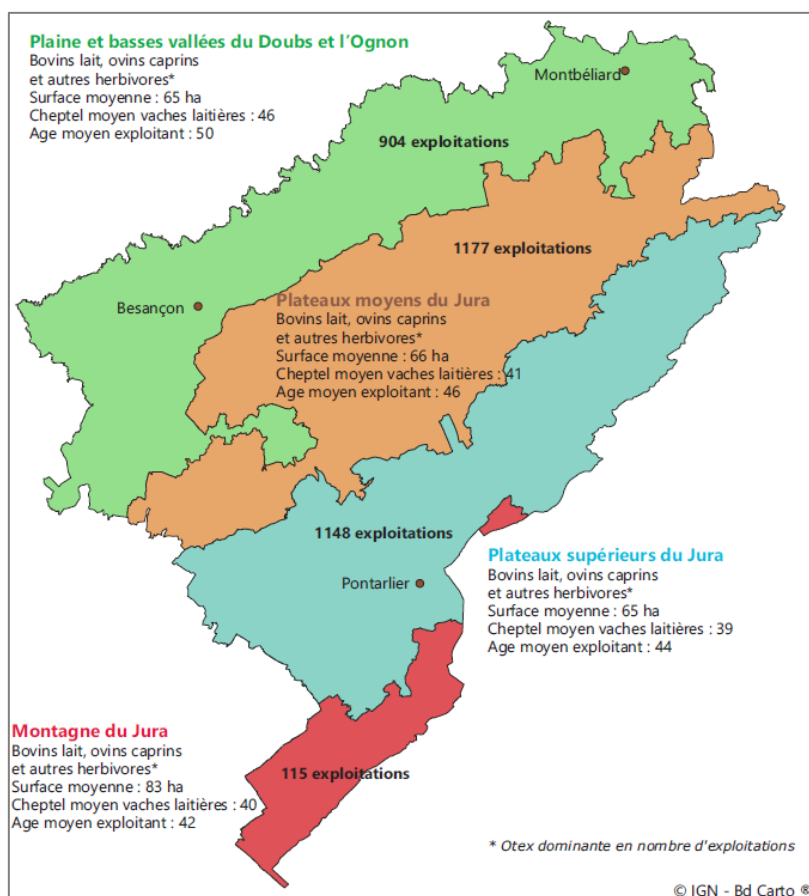 Plaine et basses vallées du Doubs et l'Ognon
Bovins lait, ovins caprins
et autres herbivores*
Surface moyenne : 65 ha
Cheptel moyen vaches laitières : 46
Age moyen exploitant : 50
Montbéliard
904 exploitations
1177 exploitations
Besançon
Plateaux moyens du Jura
Bovins lait, ovins caprins
et autres herbivores*
Surface moyenne : 66 ha
Cheptel moyen vaches laitières : 41
Age moyen exploitant : 46
1148 exploitations
Pontarlier
Plateaux supérieurs du Jura
Bovins lait, ovins caprins
et autres herbivores*
Surface moyenne : 65 ha
Cheptel moyen vaches laitières : 39
Age moyen exploitant : 44
Montagne du Jura
Bovins lait, ovins caprins
et autres herbivores*
Surface moyenne : 83 ha
Cheptel moyen vaches laitières : 40
Age moyen exploitant : 42
115 exploitations
* Otex dominante en nombre d'exploitations
© IGN - Bd Carto ®